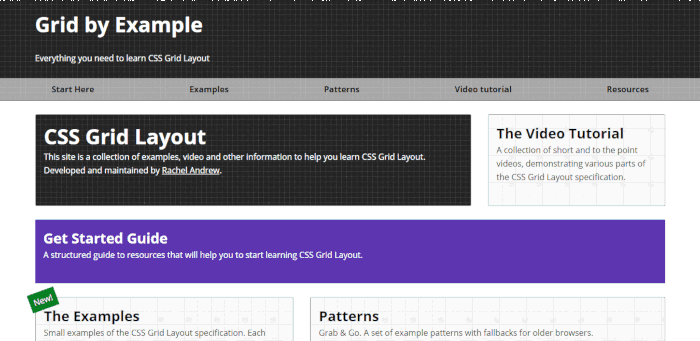 Grid by Example
Everything you need to learn CSS Grid Layout
Start Here Examples Patterns Video tutorial Resources
CSS Grid Layout
This site is a collection of examples, video and other information to help you learn CSS Grid Layout.
Developed and maintained by Rachel Andrew.
The Video Tutorial
A collection of short and to the point
videos, demonstrating various parts of
the CSS Grid Layout specification.
Get Started Guide
A structured guide to resources that will help you to start learning CSS Grid Layout.
New!
The Examples
Small examples of the CSS Grid Layout specification. Each
Patterns
Grab & Go. A set of example patterns with fallbacks for older browsers.